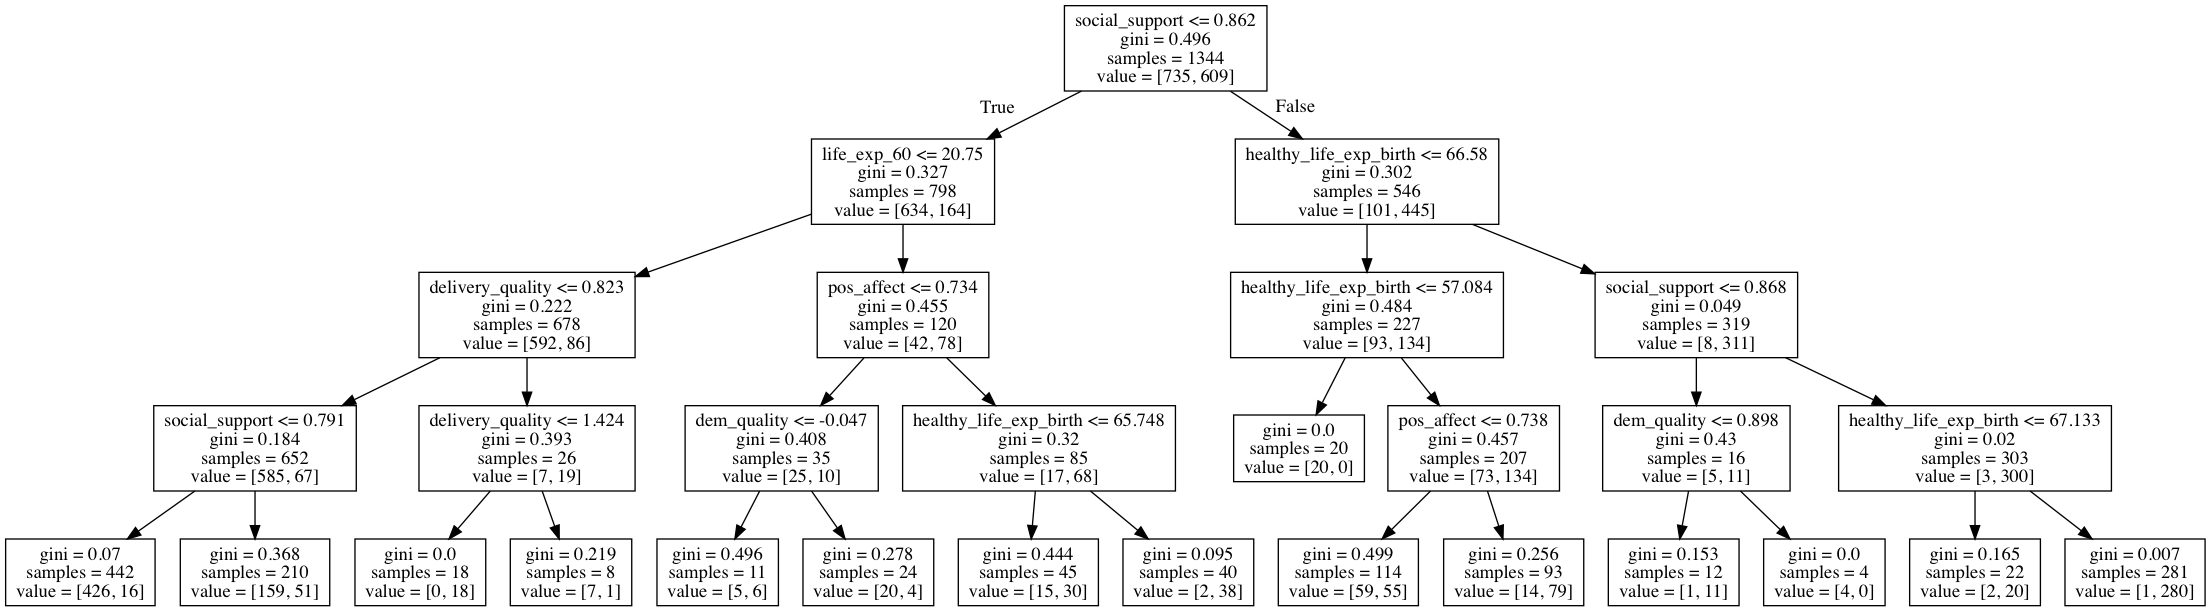 social_support <= 0.862
gini = 0.496
samples = 1344
value = [735, 609]
True
False
life_exp_60 <= 20.75
gini = 0.327
samples = 798
value = [634, 164]
healthy_life_exp_birth <= 66.58
gini = 0.302
samples = 546
value = [101, 445]
delivery_quality <= 0.823
gini = 0.222
samples = 678
value = [592, 86]
pos_affect <= 0.734
gini = 0.455
samples = 120
value = [42, 78]
healthy_life_exp_birth <= 57.084
gini = 0.484
samples = 227
value = [93, 134]
social_support <= 0.868
gini = 0.049
samples = 319
value = [8, 311]
social_support <= 0.791
gini = 0.184
samples = 652
value = [585, 67]
delivery_quality <= 1.424
gini = 0.393
samples = 26
value = [7, 19]
dem_quality <= -0.047
gini = 0.408
samples = 35
value = [25, 10]
healthy_life_exp_birth <= 65.748
gini = 0.32
samples = 85
value = [17, 68]
gini = 0.0
samples = 20
value = [20, 0]
pos_affect <= 0.738
gini = 0.457
samples = 207
value = [73, 134]
dem_quality <= 0.898
gini = 0.43
samples = 16
value = [5, 11]
healthy_life_exp_birth <= 67.133
gini = 0.02
samples = 303
value = [3, 300]
gini = 0.07
samples = 442
value = [426, 16]
gini = 0.368
samples = 210
value = [159, 51]
gini = 0.0
samples = 18
value = [0, 18]
gini = 0.219
samples = 8
value = [7, 1]
gini = 0.496
samples = 11
value = [5, 6]
gini = 0.278
samples = 24
value = [20, 4]
gini = 0.444
samples = 45
value = [15, 30]
gini = 0.095
samples = 40
value = [2, 38]
gini = 0.499
samples = 114
value = [59, 55]
gini = 0.256
samples = 93
value = [14, 79]
gini = 0.153
samples = 12
value = [1, 11]
gini = 0.0
samples = 4
value = [4, 0]
gini = 0.165
samples = 22
value = [2, 20]
gini = 0.007
samples = 281
value = [1, 280]